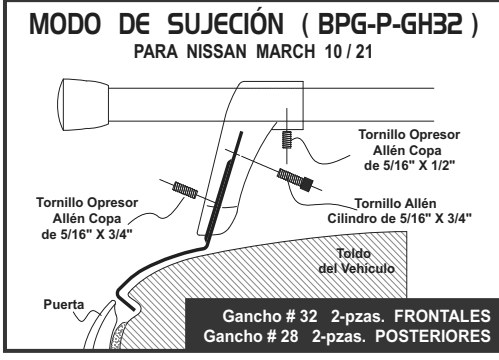 MODO DE SUJECIÓN ( BPG-P-GH32 )
PARA NISSAN MARCH 10 / 21
Tornillo Opresor
Allén Copa
de 5/16" X 1/2"
Tornillo Opresor
Allén Copa
de 5/16" X 3/4"
Tornillo Allén
Cilindro de 5/16" X 3/4"
Toldo
del Vehículo
Puerta
Gancho # 32 2-pzas. FRONTALES
Gancho # 28 2-pzas. POSTERIORES